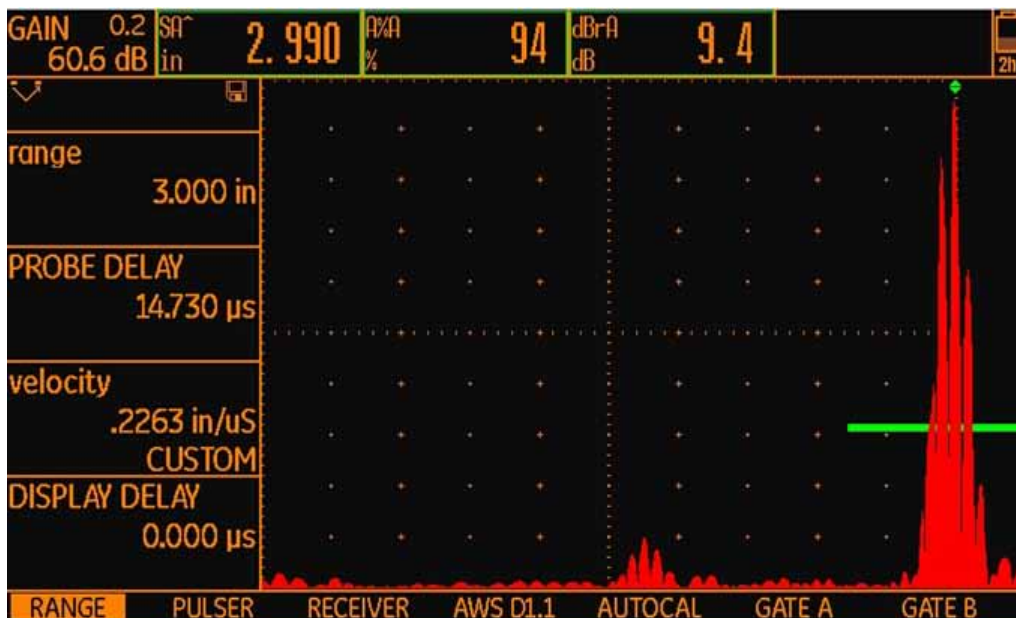 GAIN 0.2
60.6 dB
SA^
in
2.990
A%A
%
94
dBrA
dB
9.4
2h
range
3.000 in
PROBE DELAY
14.730 µs
velocity
.2263 in/uS
CUSTOM
DISPLAY DELAY
0.000 µs
RANGE PULSER RECEIVER AWS D1.1 AUTOCAL GATE A GATE B